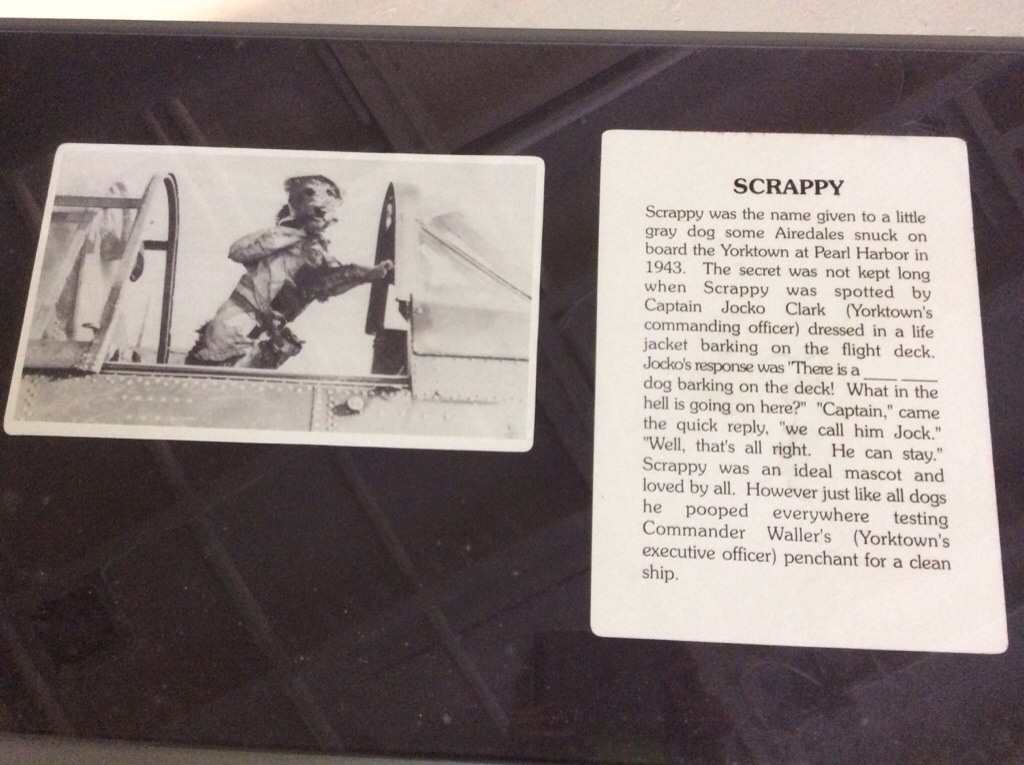 SCRAPPY
Scrappy was the name given to a little
gray dog some Airedales snuck on
board the Yorktown at Pearl Harbor in
1943. The secret was not kept long
when Scrappy was spotted by
Captain Jocko Clark (Yorktown's
commanding officer) dressed in a life
jacket barking on the flight deck.
Jocko's response was "There is a ____ ____
dog barking on the deck! What in the
hell is going on here?" "Captain," came
the quick reply, "we call him Jock."
"Well, that's all right. He can stay."
Scrappy was an ideal mascot and
loved by all. However just like all dogs
he pooped everywhere testing
Commander Waller's (Yorktown's
executive officer) penchant for a clean
ship.